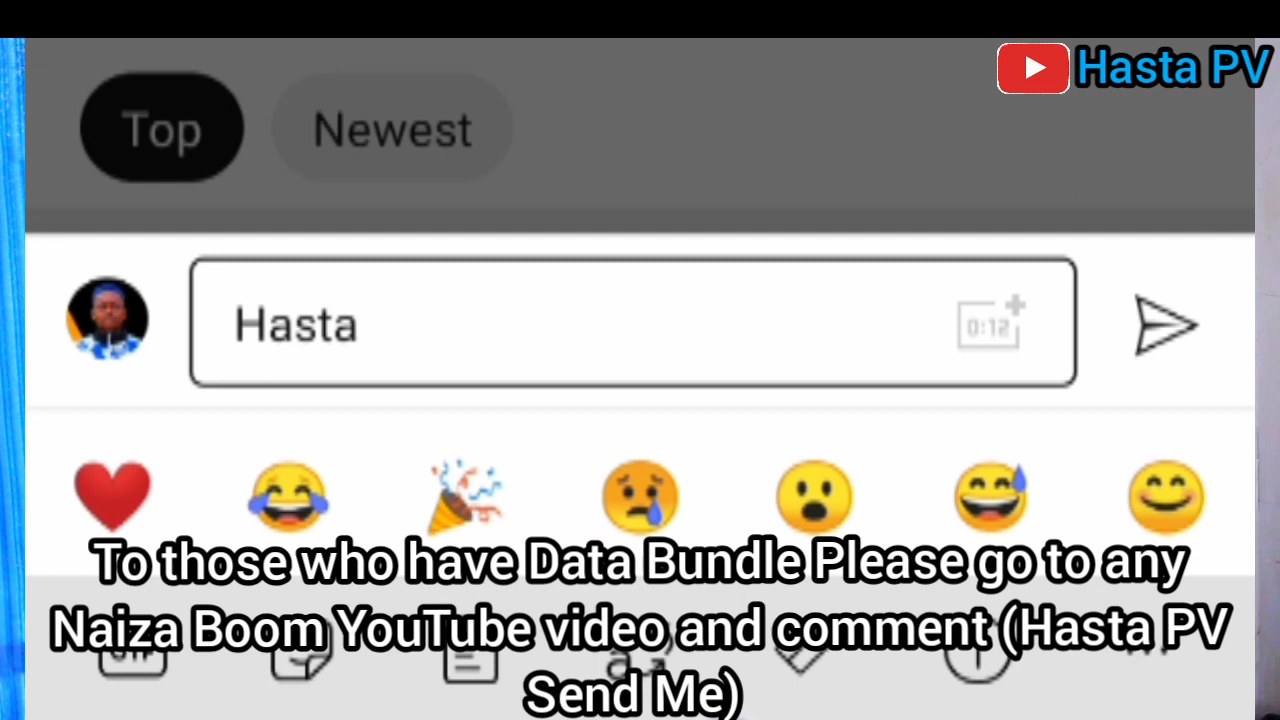 Hasta PV
Top Newest
Hasta
0:12
To those who have Data Bundle Please go to any
Naiza Boom YouTube video and comment (Hasta PV
Send Me)